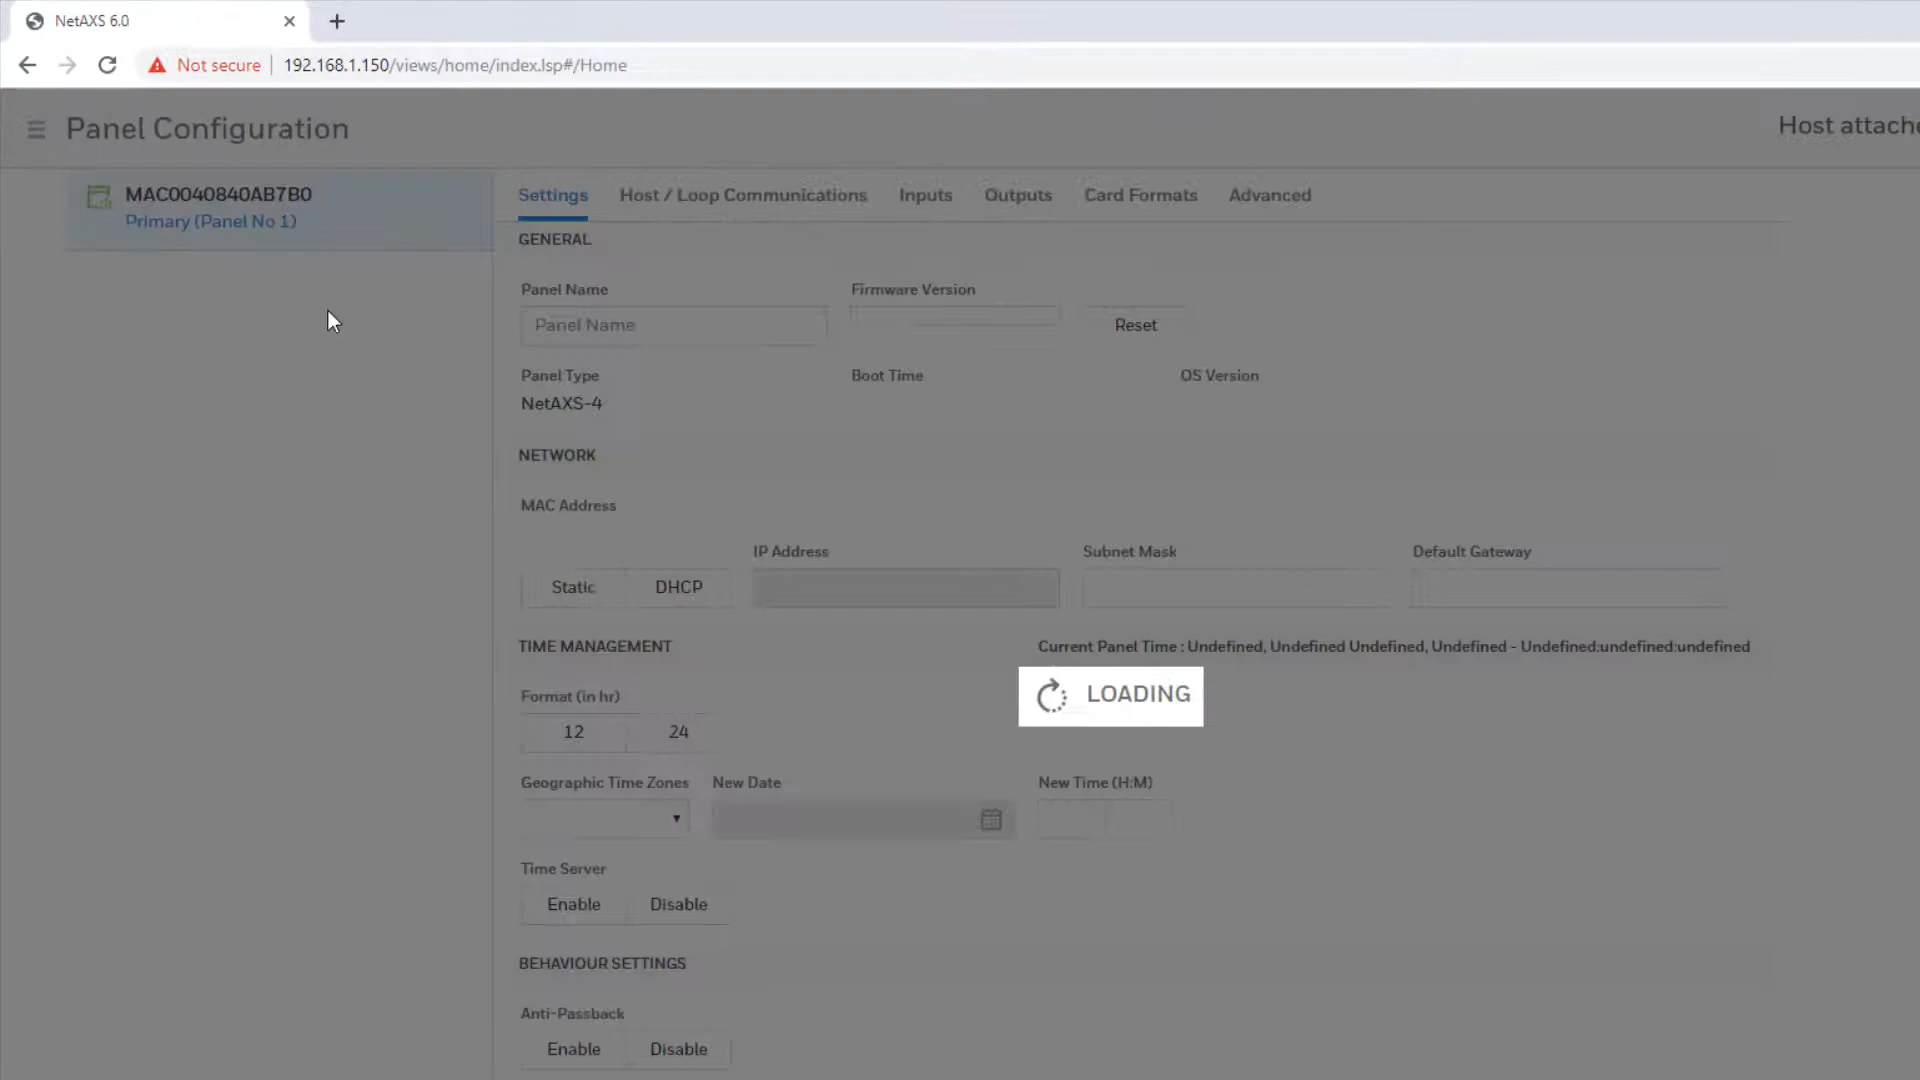 NetAXS 6.0
Not secure
192.168.1.150/views/home/index.lsp#/Home
Panel Configuration
Host attache
MAC0040840AB7B0
Primary (Panel No 1)
Settings
Host / Loop Communications
Inputs
Outputs
Card Formats
Advanced
GENERAL
Panel Name
Firmware Version
Panel Name
Reset
Panel Type
Boot Time
OS Version
NetAXS-4
NETWORK
MAC Address
IP Address
Subnet Mask
Default Gateway
Static
DHCP
TIME MANAGEMENT
Current Panel Time : Undefined, Undefined Undefined, Undefined - Undefined:undefined:undefined
LOADING
Format (in hr)
12
24
Geographic Time Zones
New Date
New Time (H:M)
Time Server
Enable
Disable
BEHAVIOUR SETTINGS
Anti-Passback
Enable
Disable